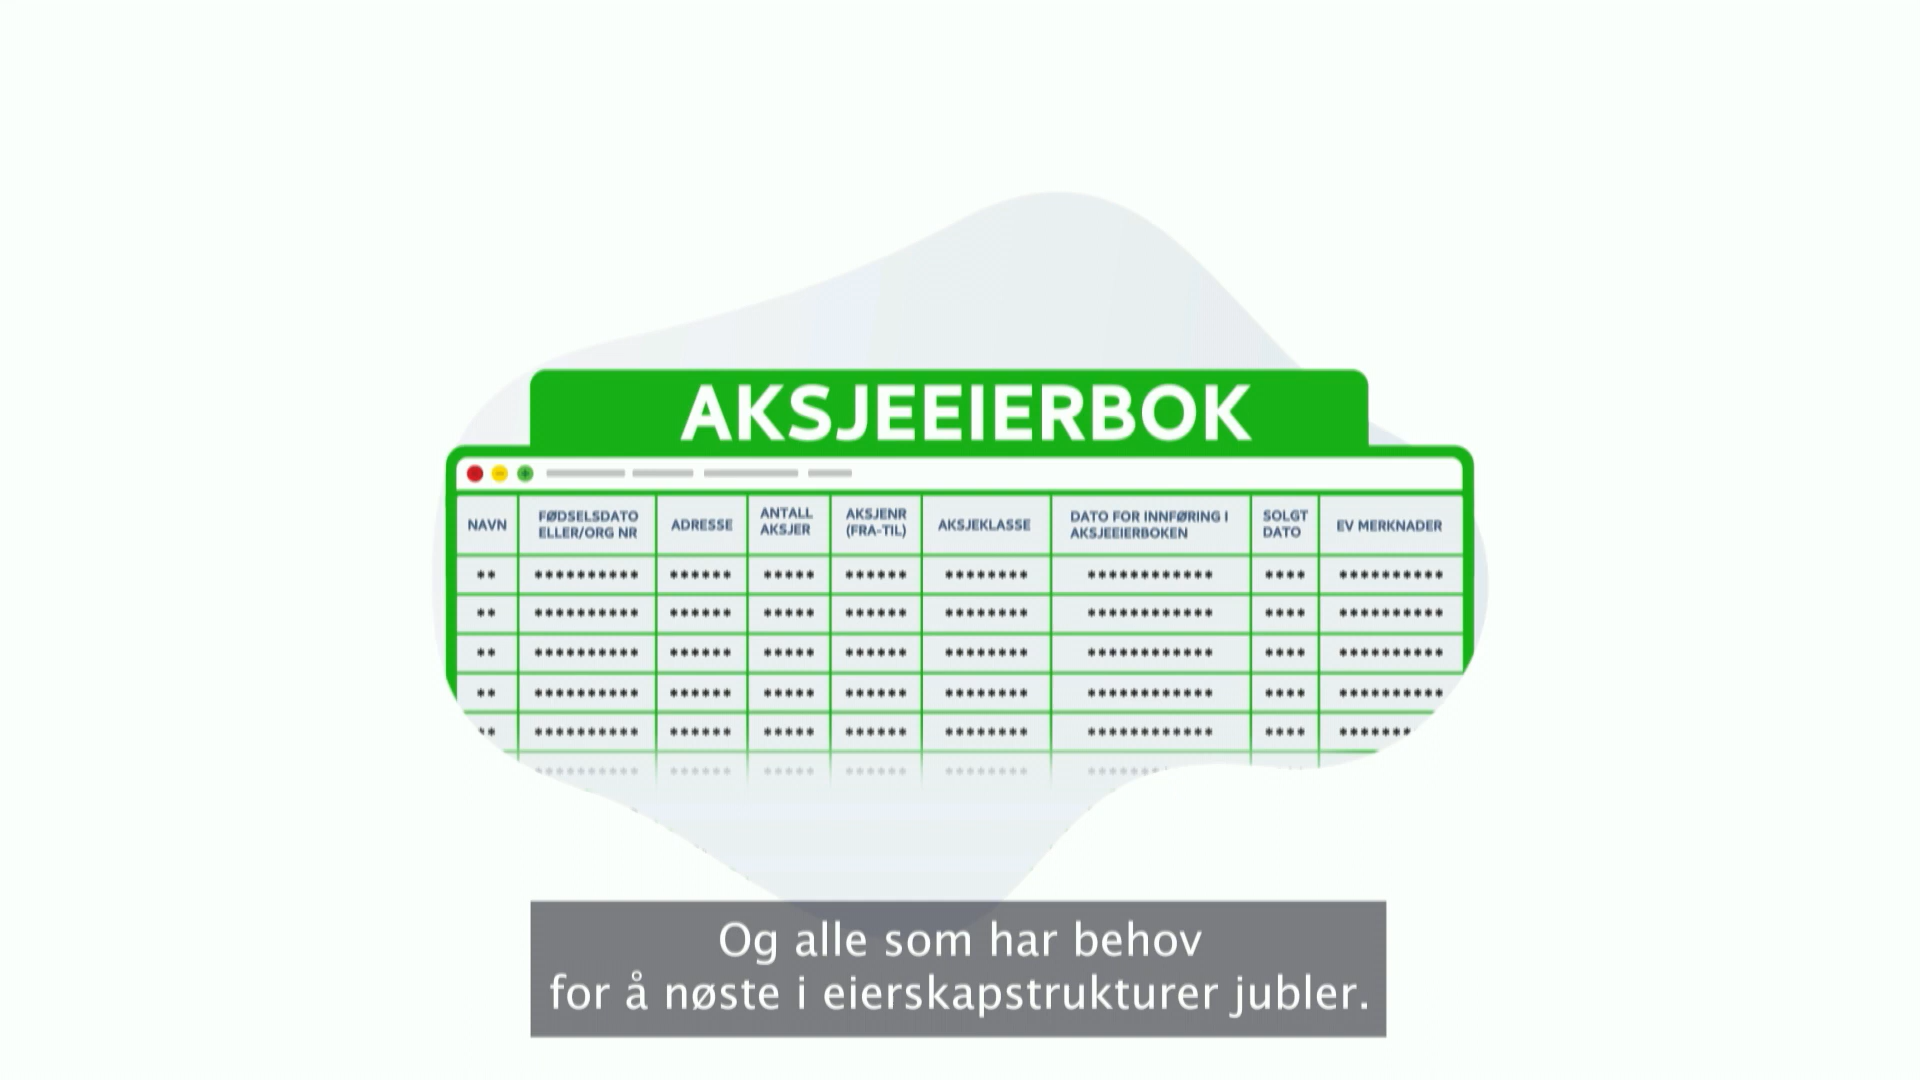 AKSJEEIERBOK
NAVN
FØDSELSDATO
ELLER/ORG NR
ADRESSE
ANTALL
AKSJER
AKSJENR
(FRA-TIL)
AKSJEKLASSE
DATO FOR INNFØRING I
AKSJEEIERBOKEN
SOLGT
DATO
EV MERKNADER
** ********** ****** ***** ****** ******** ************ **** **********
** ********** ****** ***** ****** ******** ************ **** **********
** ********** ****** ***** ****** ******** ************ **** **********
** ********** ****** ***** ****** ******** ************ **** **********
** ********** ****** ***** ****** ******** ************ **** *********
********** ****** ***** ****** ******** *******
Og alle som har behov
for å nøste i eierskapstrukturer jubler.